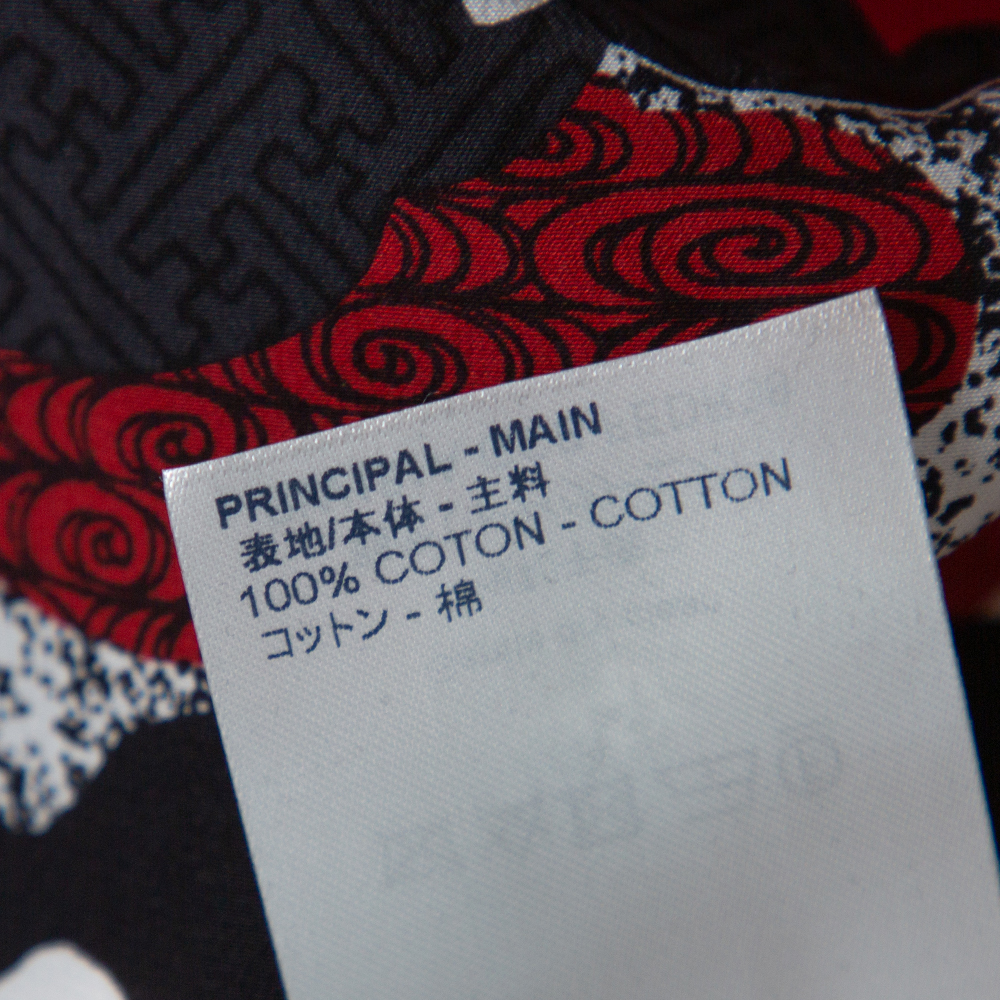 PRINCIPAL - MAIN
表地/本体 - 主料
100% COTON - COTTON
コットン - 棉